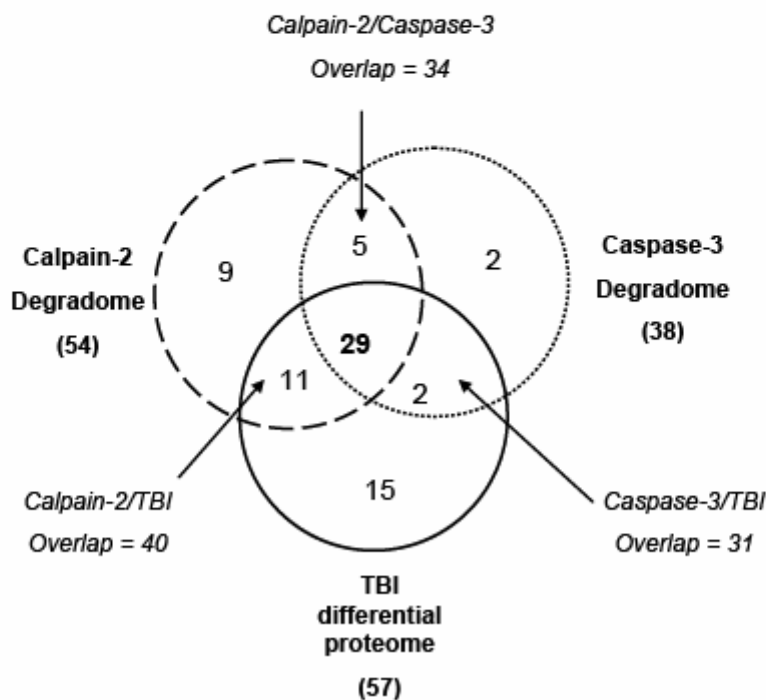 Calpain-2/Caspase-3
Overlap = 34
5
9
2
Calpain-2
Degradome
(54)
Caspase-3
Degradome
(38)
29
11
2
15
Calpain-2/TBI
Overlap = 40
Caspase-3/TBI
Overlap = 31
TBI
differential
proteome
(57)